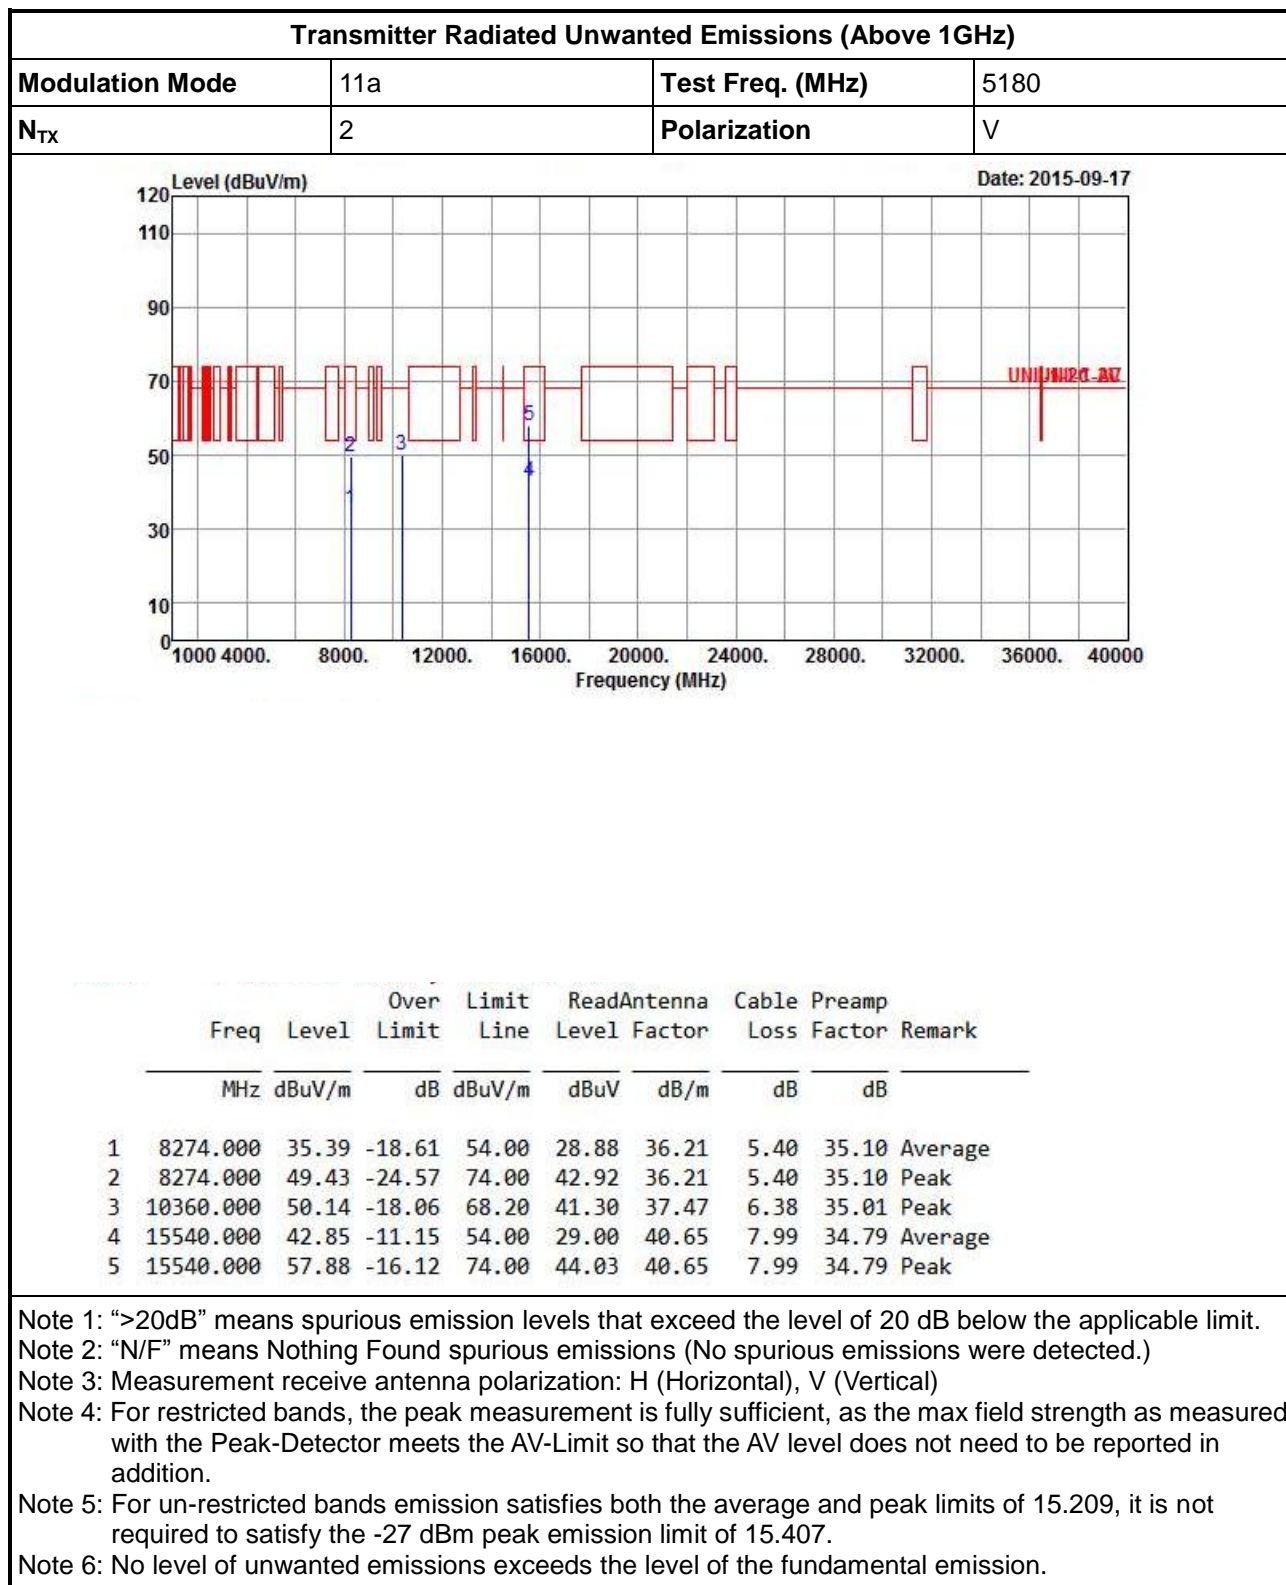 Transmitter Radiated Unwanted Emissions (Above 1GHz)
Modulation Mode 11a Test Freq. (MHz) 5180
NTX 2 Polarization V
Level (dBuV/m) Date: 2015-09-17
120
110
90
70
50
30
10
0
5
2 3
4
1
1000 4000. 8000. 12000. 16000. 20000. 24000. 28000. 32000. 36000. 40000
Frequency (MHz)
Over Limit ReadAntenna Cable Preamp
Freq Level Limit Line Level Factor Loss Factor Remark
MHz dBuV/m dB dBuV/m dBuV dB/m dB dB
1 8274.000 35.39 -18.61 54.00 28.88 36.21 5.40 35.10 Average
2 8274.000 49.43 -24.57 74.00 42.92 36.21 5.40 35.10 Peak
3 10360.000 50.14 -18.06 68.20 41.30 37.47 6.38 35.01 Peak
4 15540.000 42.85 -11.15 54.00 29.00 40.65 7.99 34.79 Average
5 15540.000 57.88 -16.12 74.00 44.03 40.65 7.99 34.79 Peak
Note 1: “>20dB” means spurious emission levels that exceed the level of 20 dB below the applicable limit.
Note 2: “N/F” means Nothing Found spurious emissions (No spurious emissions were detected.)
Note 3: Measurement receive antenna polarization: H (Horizontal), V (Vertical)
Note 4: For restricted bands, the peak measurement is fully sufficient, as the max field strength as measured
with the Peak-Detector meets the AV-Limit so that the AV level does not need to be reported in
addition.
Note 5: For un-restricted bands emission satisfies both the average and peak limits of 15.209, it is not
required to satisfy the -27 dBm peak emission limit of 15.407.
Note 6: No level of unwanted emissions exceeds the level of the fundamental emission.